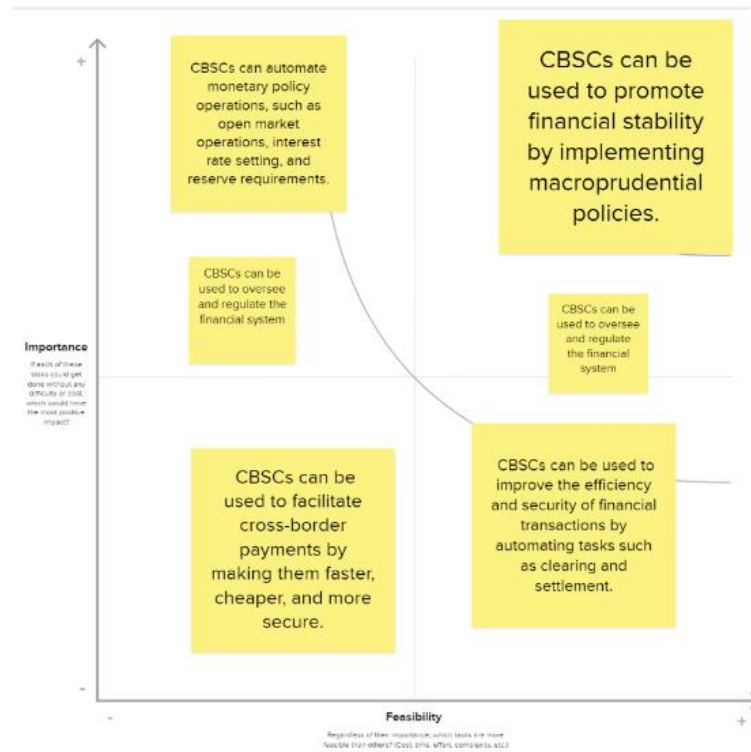 +
CBSCs can automate
monetary policy
operations, such as
open market
operations, interest
rate setting, and
reserve requirements.
CBSCs can be
used to promote
financial stability
by implementing
macroprudential
policies.
CBSCs can be
used to oversee
and regulate the
financial system
CBSCs can be
used to oversee
and regulate
the financial
system
Importance
If each of these
tasks could get
done without any
difficulty or cost,
which would have
the most positive
impact?
CBSCs can be
used to facilitate
cross-border
payments by
making them faster,
cheaper, and more
secure.
CBSCs can be used to
improve the efficiency
and security of financial
transactions by
automating tasks such
as clearing and
settlement.
-
-
Feasibility
+
Regardless of their importance, which tasks are more
feasible than others? (Cost, time, effort, complexity, etc.)